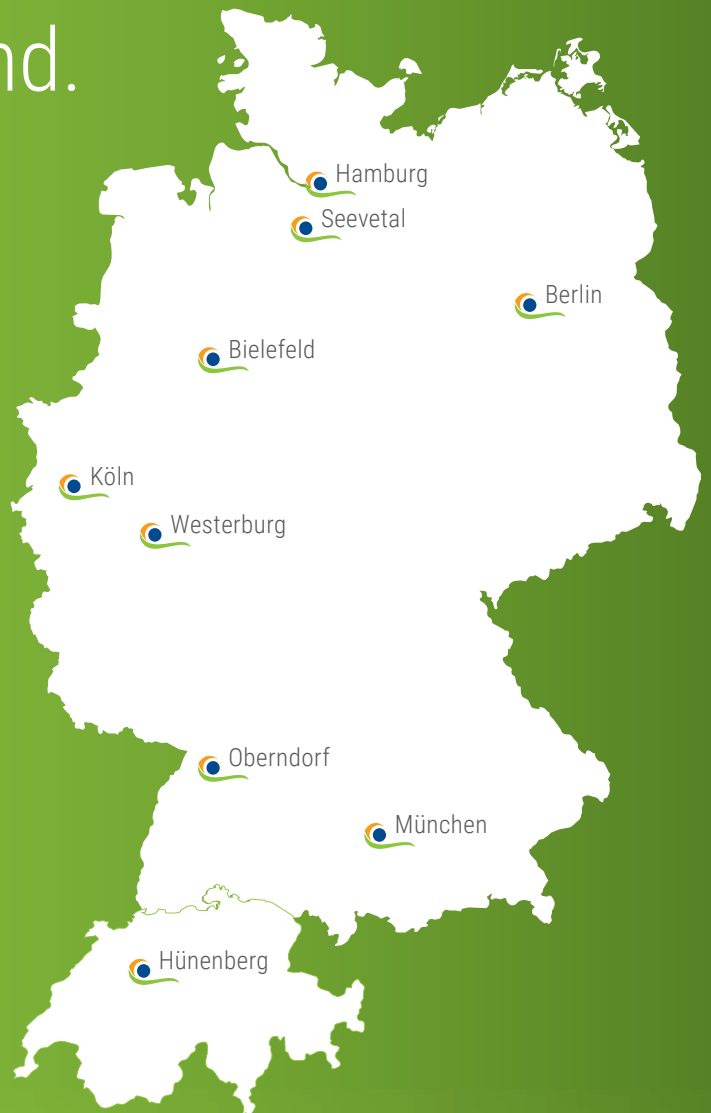 nd.
Hamburg
Seevetal
Berlin
Bielefeld
Köln
Westerburg
Oberndorf
München
Hünenberg